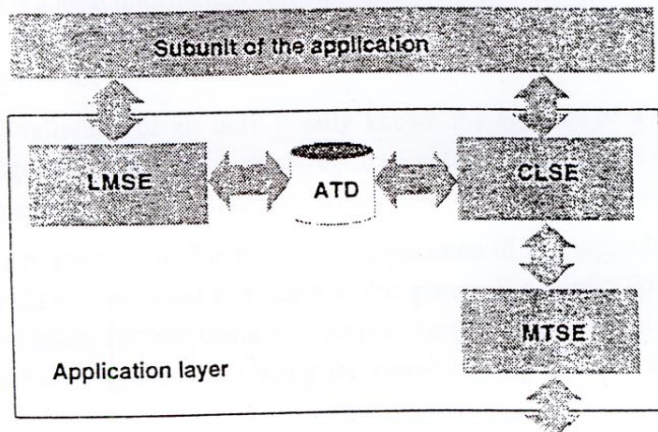 Subunit of the application
LMSE
ATD
CLSE
MTSE
Application layer